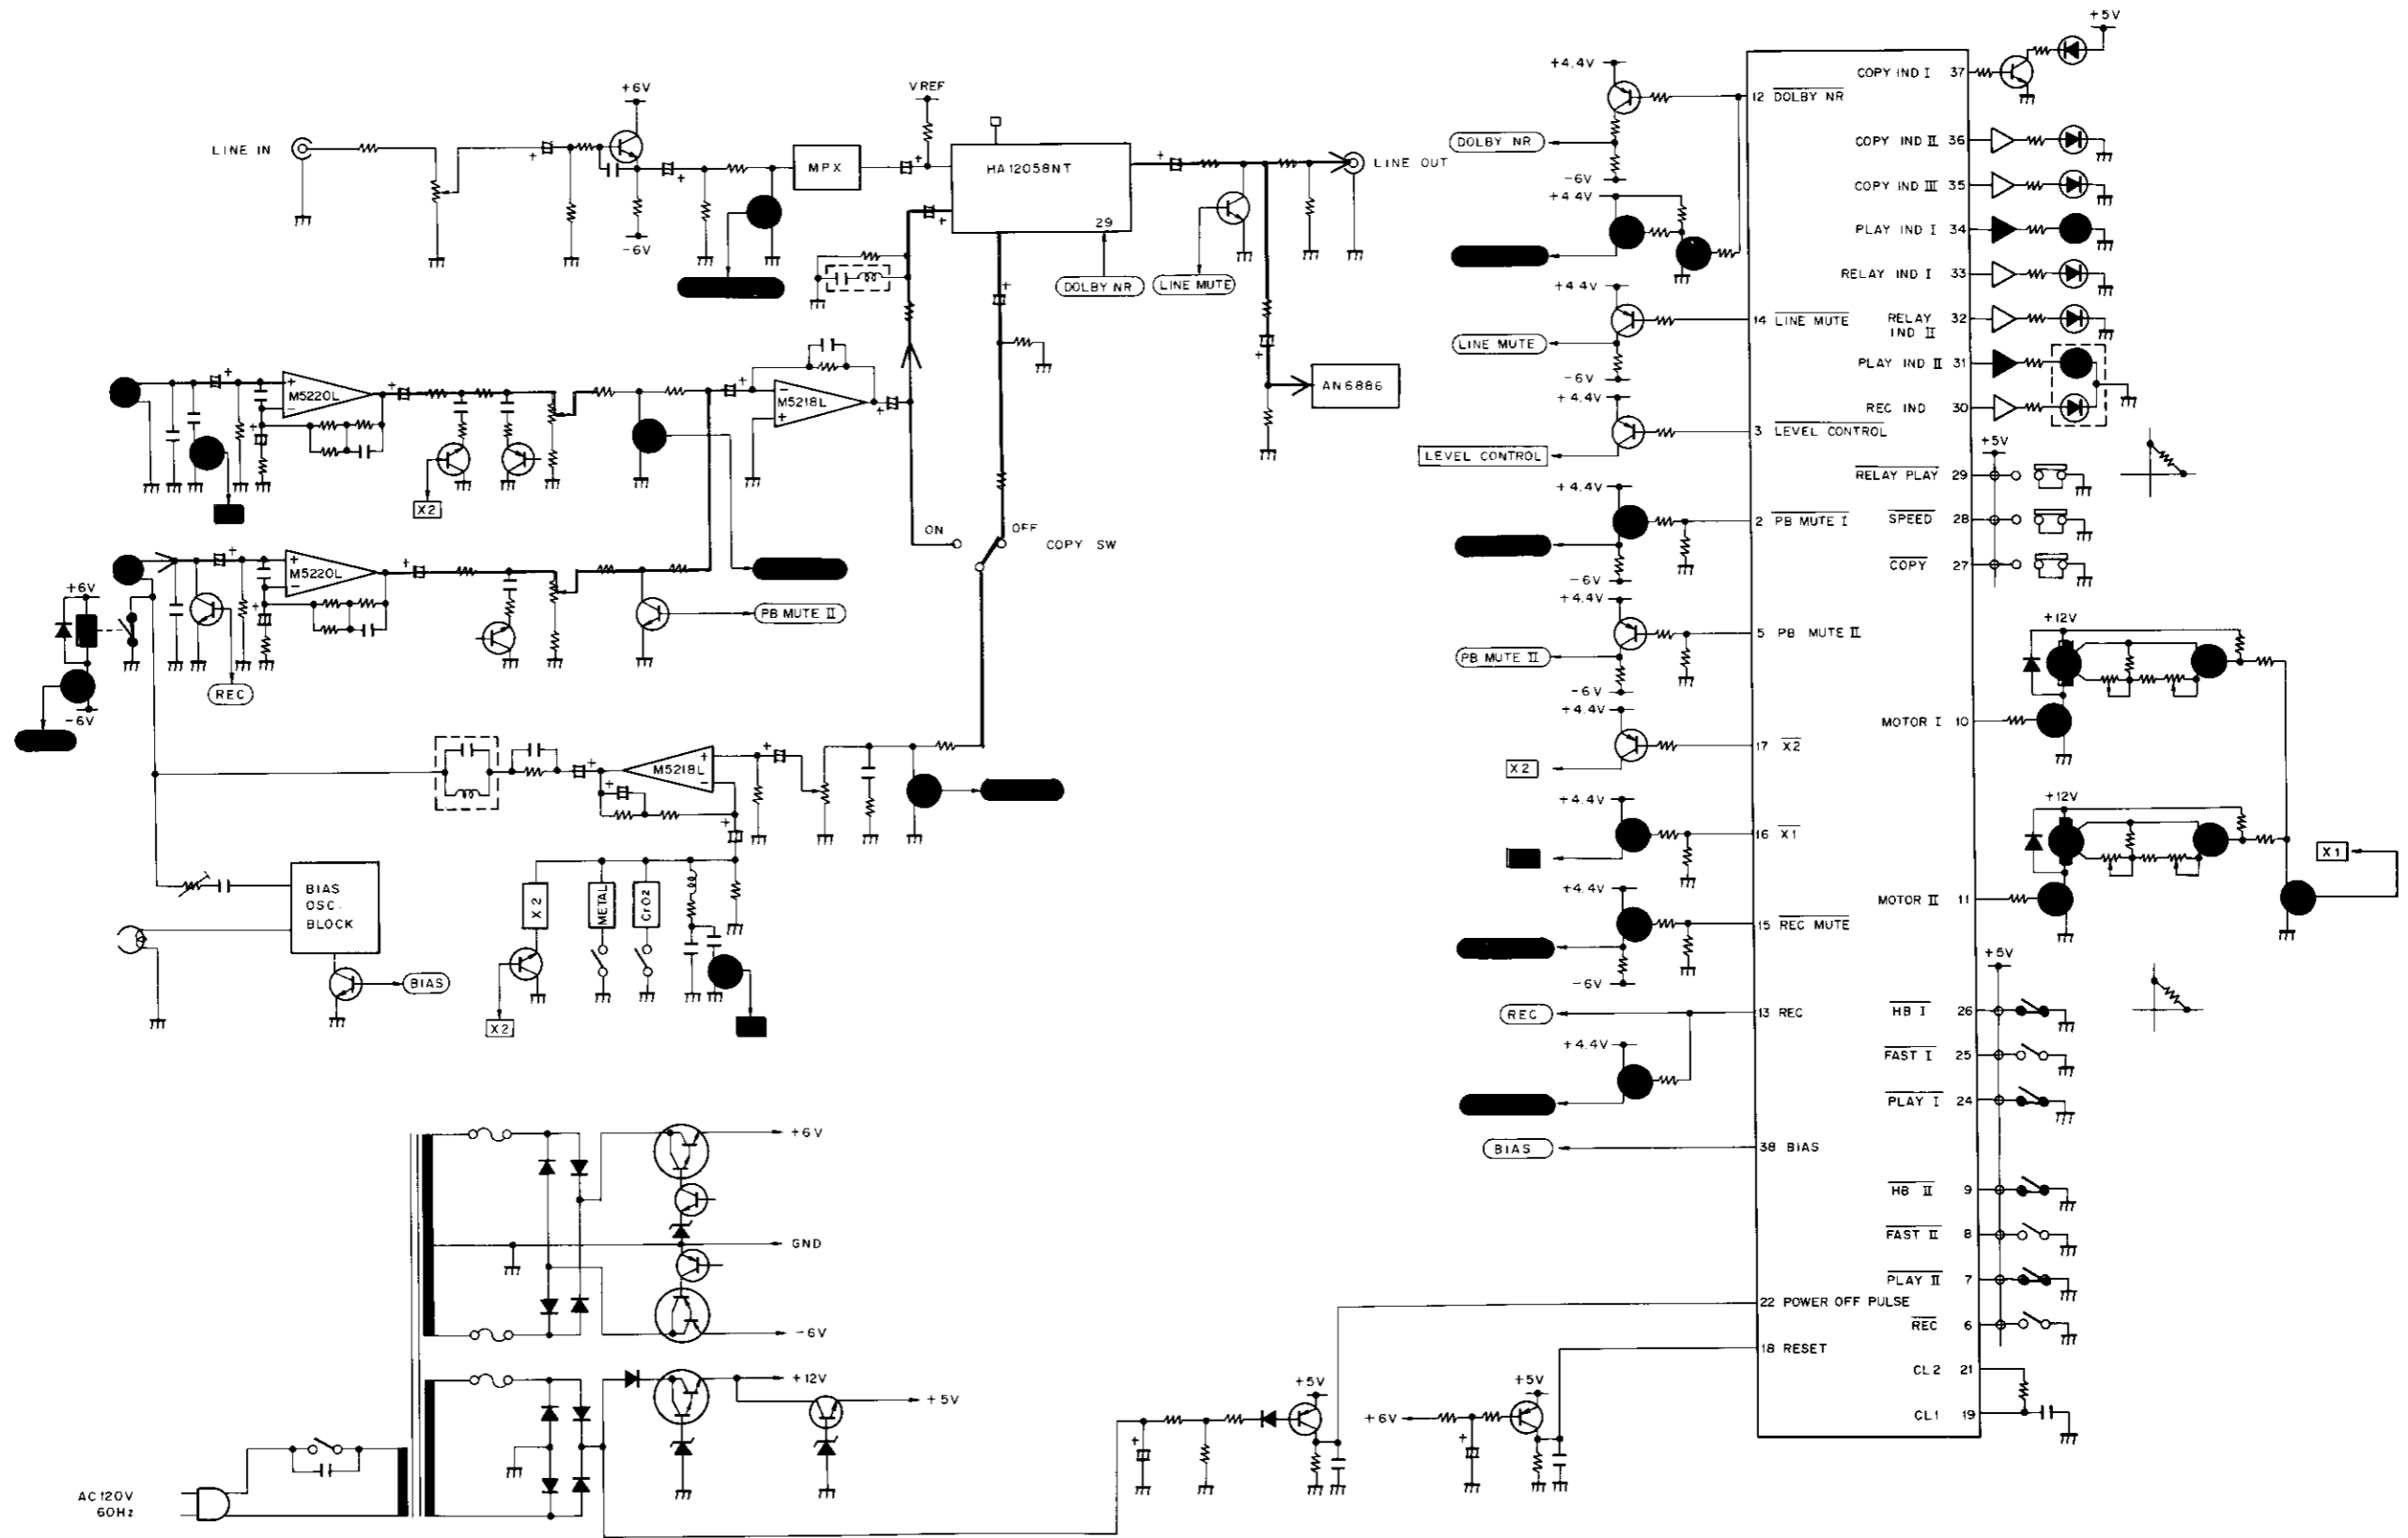 +5V
COPY IND I 37
+4.4V
12 DOLBY NR
+6V
VREF
LINE IN
MPX
HA12058NT
29
LINE OUT
DOLBY NR
COPY IND II 36
-6V
COPY IND III 35
+4.4V
PLAY IND I 34
-6V
RELAY IND I 33
DOLBY NR
LINE MUTE
+4.4V
14 LINE MUTE
RELAY IND II 32
LINE MUTE
PLAY IND II 31
-6V
AN6886
M5220L
M5218L
+4.4V
REC IND 30
3 LEVEL CONTROL
LEVEL CONTROL
+5V
RELAY PLAY 29
X2
+4.4V
2 PB MUTE I
SPEED 28
ON
OFF
COPY SW
COPY 27
M5220L
-6V
+6V
+4.4V
PB MUTE II
5 PB MUTE II
+12V
PB MUTE II
REC
-6V
-6V
+4.4V
MOTOR I 10
17 X2
X2
M5218L
+4.4V
+12V
16 X1
X1
BIAS
OSC.
BLOCK
X2
METAL
CrO2
+4.4V
MOTOR II 11
15 REC MUTE
+5V
BIAS
-6V
X2
REC
13 REC
HB I 26
+4.4V
FAST I 25
PLAY I 24
+6V
BIAS
38 BIAS
HB II 9
GND
FAST II 8
PLAY II 7
22 POWER OFF PULSE
-6V
REC 6
18 RESET
CL2 21
+12V
+5V
+5V
+5V
+6V
CL1 19
AC120V
60Hz